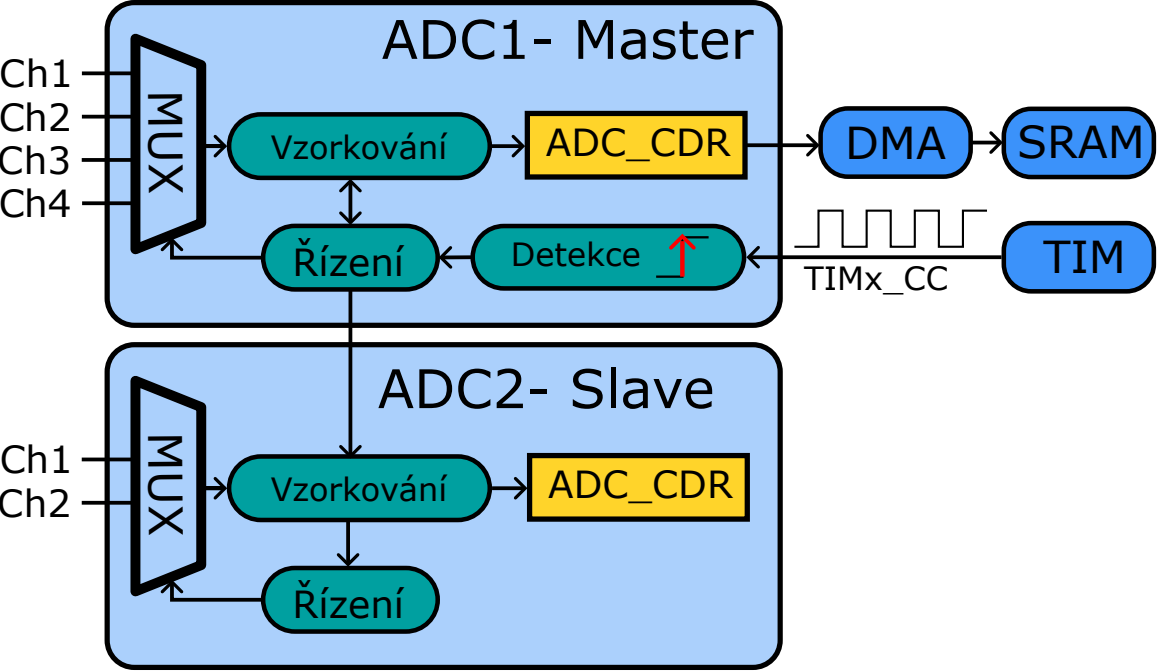 ADC1- Master
Ch1
Ch2
Ch3
Ch4
MUX
Vzorkování
ADC_CDR
DMA
SRAM
Řízení
Detekce
TIMx_CC
TIM
ADC2- Slave
Ch1
Ch2
MUX
Vzorkování
ADC_CDR
Řízení